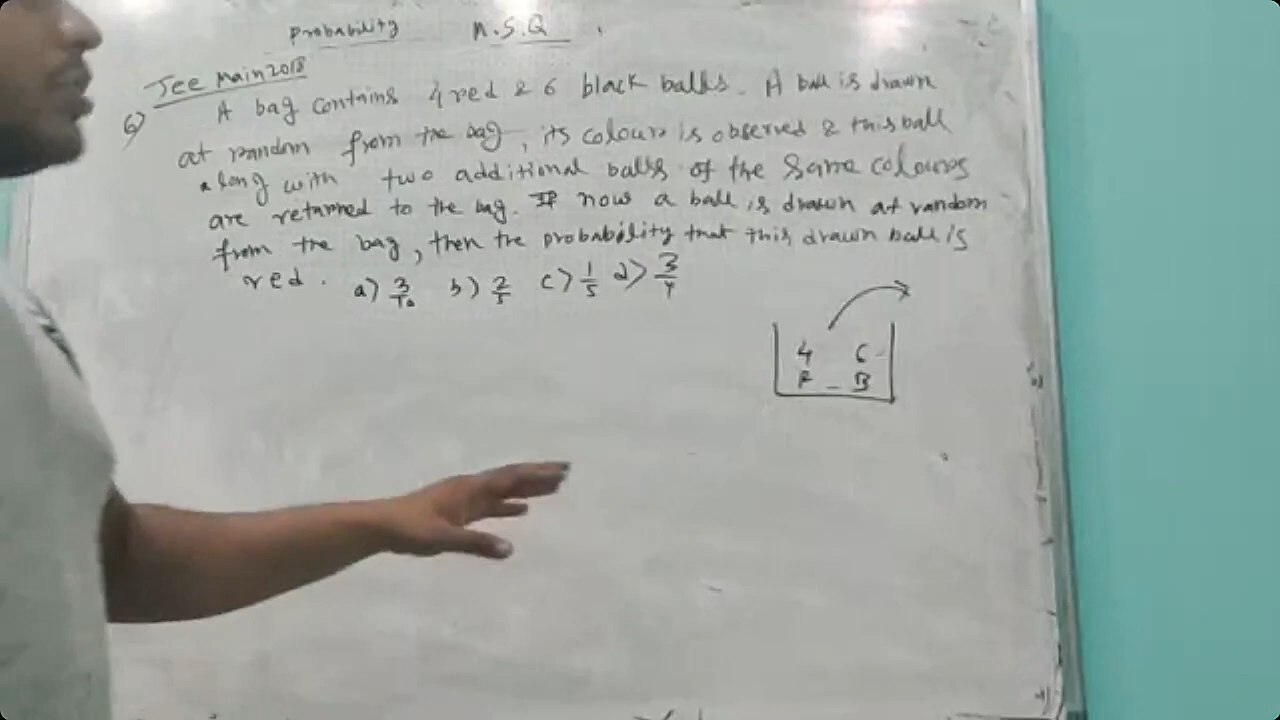 Probability M.S.Q
Jee Main 2018
6) A bag contains 4 red & 6 black balls. A ball is drawn
at random from the bag, its colour is observed & this ball
along with two additional balls of the same colours
are returned to the bag. If now a ball is drawn at random
from the bag, then the probability that this drawn ball is
red. a) 3/10 b) 2/5 c) 1/5 d) 3/4
4 6
R B